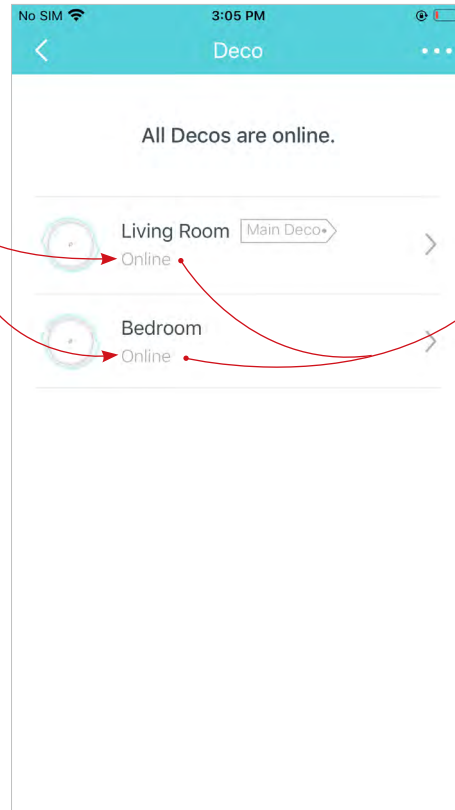 No SIM 3:05 PM
Deco
All Decos are online.
Living Room Main Deco
Online
Bedroom
Online